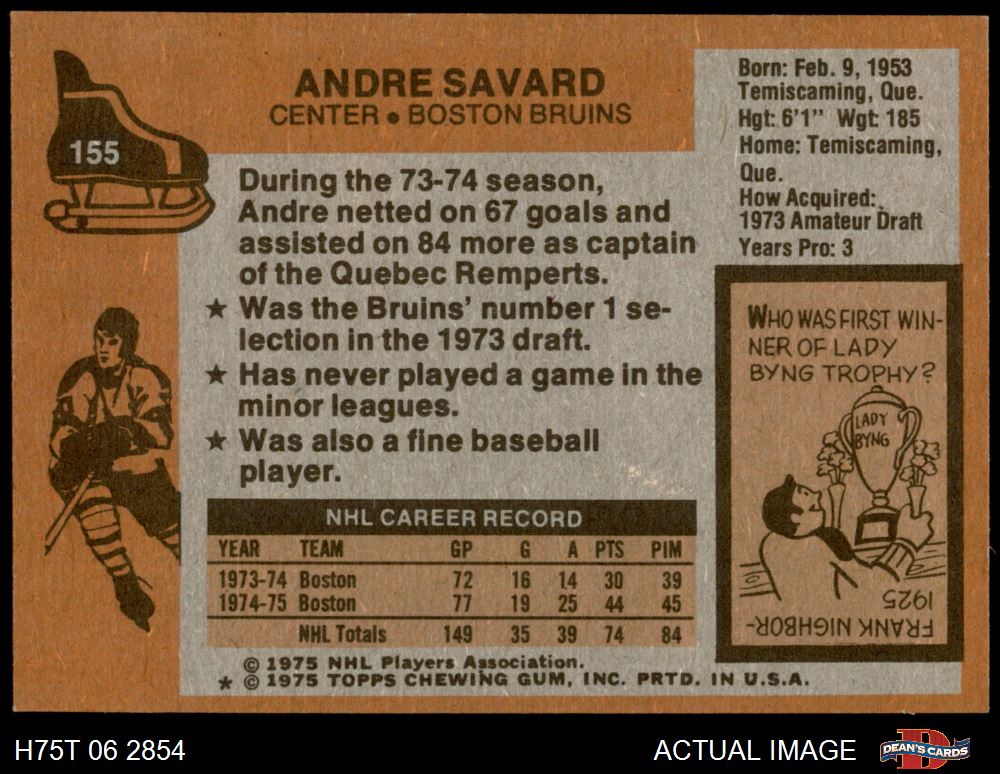 155
ANDRE SAVARD
CENTER • BOSTON BRUINS
Born: Feb. 9, 1953
Temiscaming, Que.
Hgt: 6'1" Wgt: 185
Home: Temiscaming,
Que.
How Acquired:
1973 Amateur Draft
Years Pro: 3
During the 73-74 season,
Andre netted on 67 goals and
assisted on 84 more as captain
of the Quebec Remperts.
★ Was the Bruins' number 1 se-
lection in the 1973 draft.
★ Has never played a game in the
minor leagues.
★ Was also a fine baseball
player.
NHL CAREER RECORD
YEAR TEAM GP G A PTS PIM
1973-74 Boston 72 16 14 30 39
1974-75 Boston 77 19 25 44 45
NHL Totals 149 35 39 74 84
© 1975 NHL Players Association.
★ © 1975 TOPPS CHEWING GUM, INC. PRTD. IN U.S.A.
WHO WAS FIRST WIN-
NER OF LADY
BYNG TROPHY?
LADY
BYNG
FRANK NIGHBOR-
1925
H75T 06 2854
ACTUAL IMAGE
DEAN'S CARDS